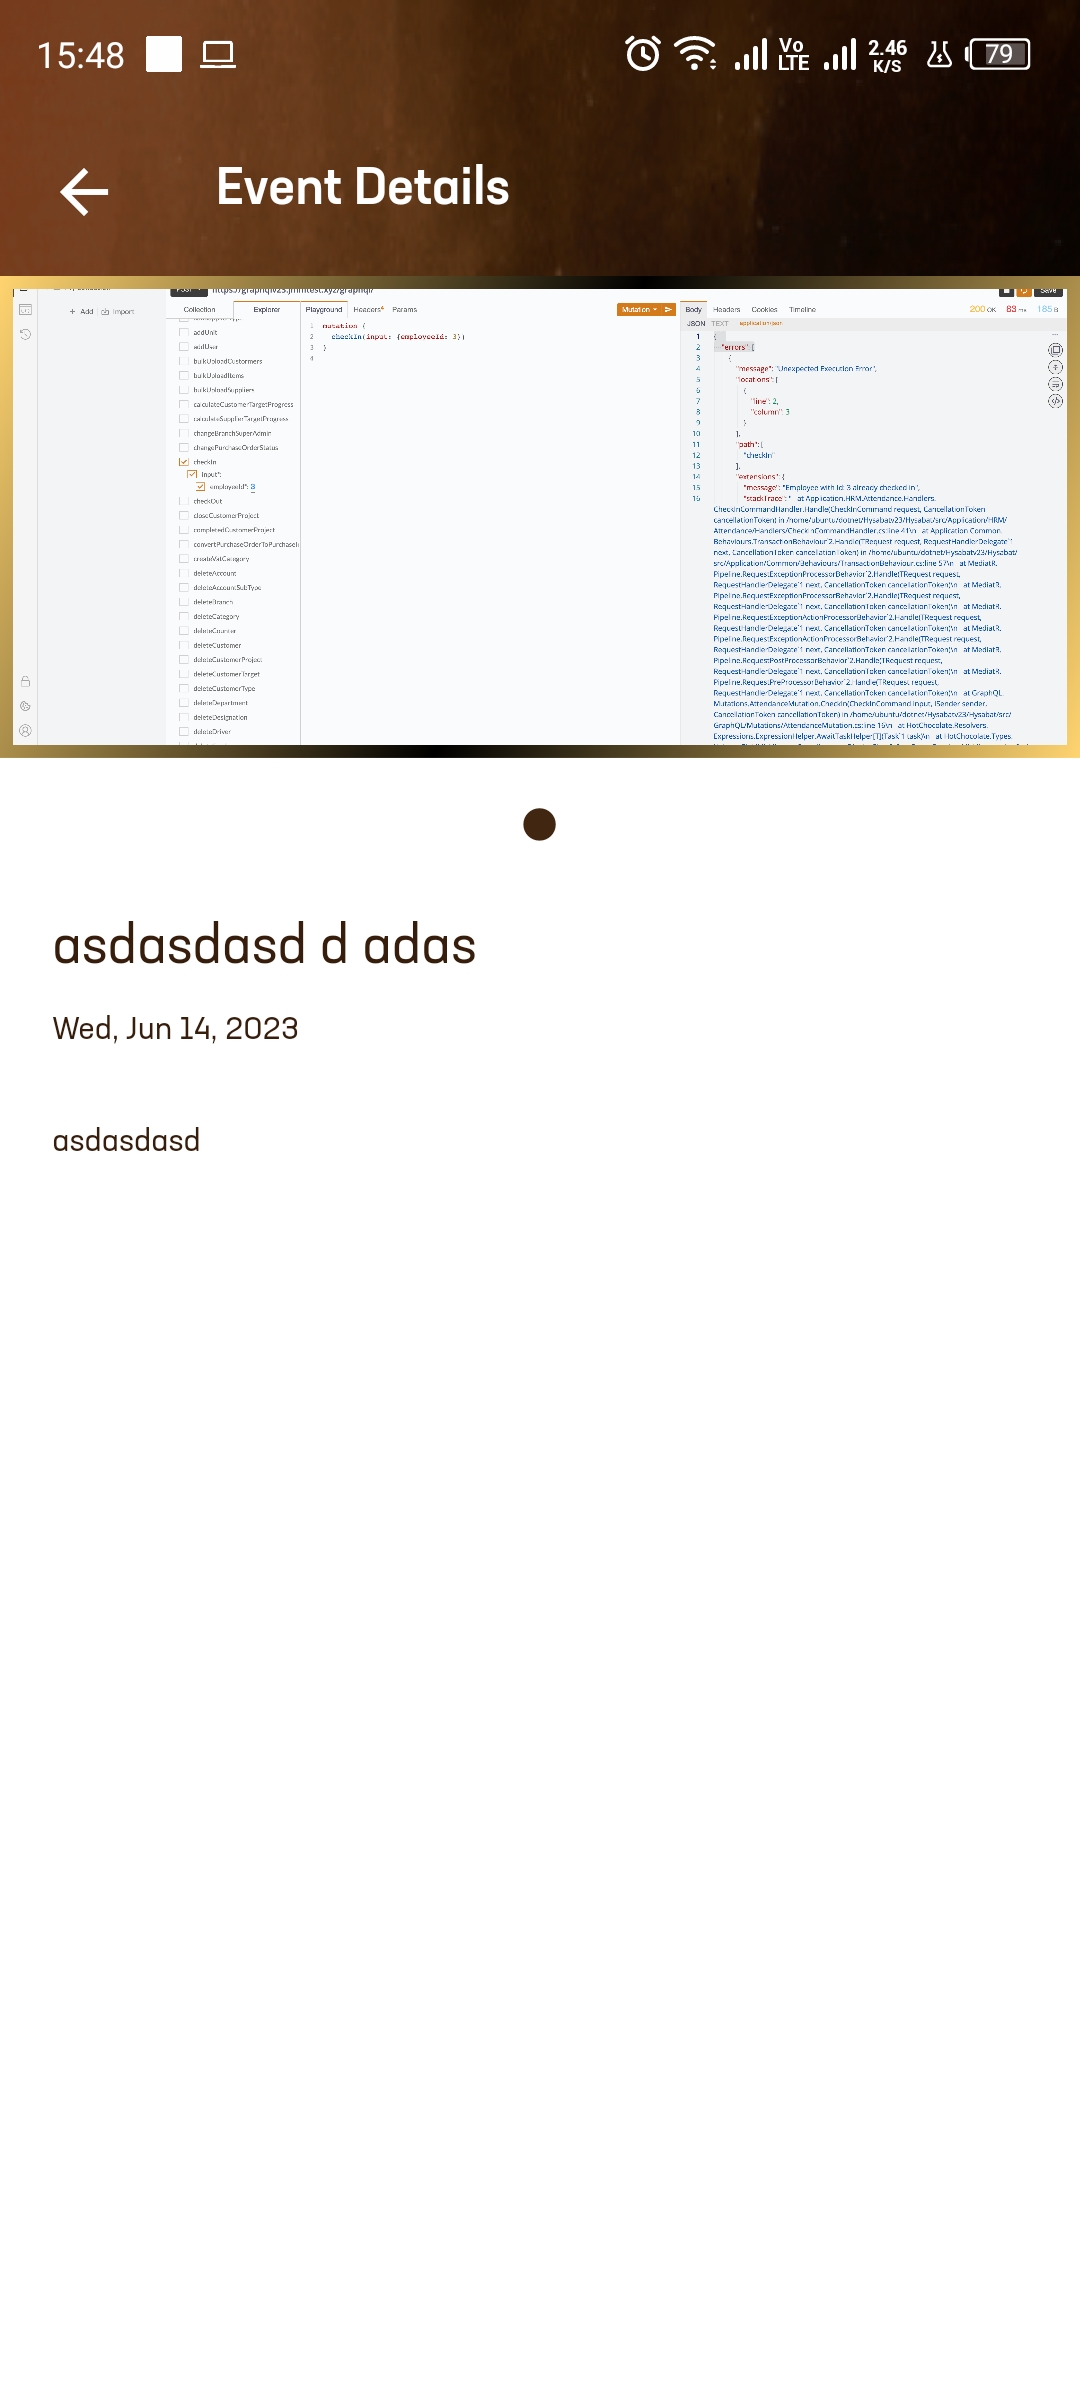 15:48
Vo LTE
2.46 K/S
79
Event Details
+ Add Import
Collection Explorer Playground Headers Params
Mutation
Body Headers Cookies Timeline 200 OK 83 ms 185 B
JSON TEXT application/json
addUnit
addUser
bulkUploadCustomers
bulkUploadItems
bulkUploadSuppliers
calculateCustomerTargetProgress
calculateSupplierTargetProgress
changeBranchSuperAdmin
changePurchaseOrderStatus
checkIn
input*:
employeeId*: 3
checkOut
closeCustomerProject
completedCustomerProject
convertPurchaseOrderToPurchase
createVatCategory
deleteAccount
deleteAccountSubType
deleteBranch
deleteCategory
deleteCounter
deleteCustomer
deleteCustomerProject
deleteCustomerTarget
deleteCustomerType
deleteDepartment
deleteDesignation
deleteDriver
1 mutation {
2 checkIn(input: {employeeId: 3})
3 }
4
1 {
2 "errors": [
3 {
4 "message": "Unexpected Execution Error",
5 "locations": [
6 {
7 "line": 2,
8 "column": 3
9 }
10 ],
11 "path": [
12 "checkIn"
13 ],
14 "extensions": {
15 "message": "Employee with Id: 3 already checked in",
16 "stackTrace": " at Application.HRM.Attendance.Handlers.
CheckInCommandHandler.Handle(CheckInCommand request, CancellationToken
cancellationToken) in /home/ubuntu/dotnet/Hysabatv23/Hysabat/src/Application/HRM/
Attendance/Handlers/CheckInCommandHandler.cs:line 41\n at Application.Common.
Behaviours.TransactionBehaviour`2.Handle(TRequest request, RequestHandlerDelegate`1
next, CancellationToken cancellationToken) in /home/ubuntu/dotnet/Hysabatv23/Hysabat/
src/Application/Common/Behaviours/TransactionBehaviour.cs:line 57\n at MediatR.
Pipeline.RequestExceptionProcessorBehavior`2.Handle(TRequest request,
RequestHandlerDelegate`1 next, CancellationToken cancellationToken)\n at MediatR.
Pipeline.RequestExceptionProcessorBehavior`2.Handle(TRequest request,
RequestHandlerDelegate`1 next, CancellationToken cancellationToken)\n at MediatR.
Pipeline.RequestExceptionActionProcessorBehavior`2.Handle(TRequest request,
RequestHandlerDelegate`1 next, CancellationToken cancellationToken)\n at MediatR.
Pipeline.RequestExceptionActionProcessorBehavior`2.Handle(TRequest request,
RequestHandlerDelegate`1 next, CancellationToken cancellationToken)\n at MediatR.
Pipeline.RequestPostProcessorBehavior`2.Handle(TRequest request,
RequestHandlerDelegate`1 next, CancellationToken cancellationToken)\n at MediatR.
Pipeline.RequestPreProcessorBehavior`2.Handle(TRequest request,
RequestHandlerDelegate`1 next, CancellationToken cancellationToken)\n at GraphQL.
Mutations.AttendanceMutation.CheckIn(CheckInCommand input, ISender sender,
CancellationToken cancellationToken) in /home/ubuntu/dotnet/Hysabatv23/Hysabat/src/
GraphQL/Mutations/AttendanceMutation.cs:line 16\n at HotChocolate.Resolvers.
Expressions.ExpressionHelper.AwaitTaskHelper[T](Task`1 task)\n at HotChocolate.Types.
asdasdasd d adas
Wed, Jun 14, 2023
asdasdasd